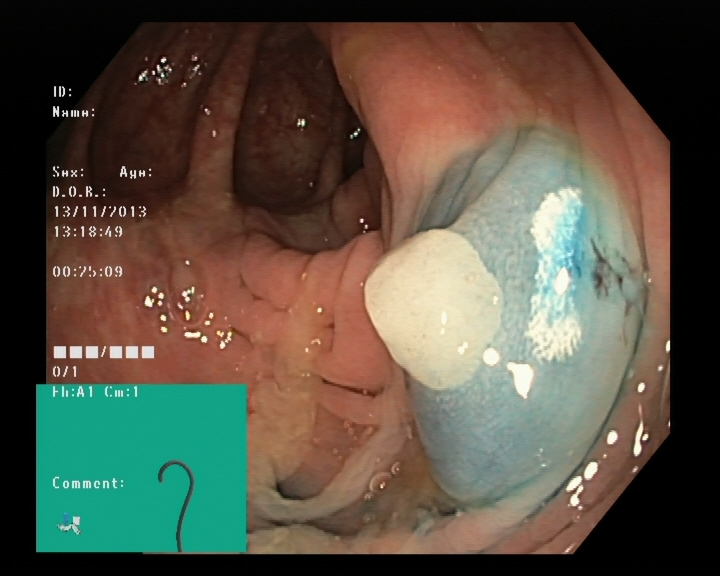 ID:
Name:
Sex: Age:
D.O.B.:
13/11/2013
13:18:49
00:25:09
■■■/■■■
0/1
Eh:A1 Cm:1
Comment: